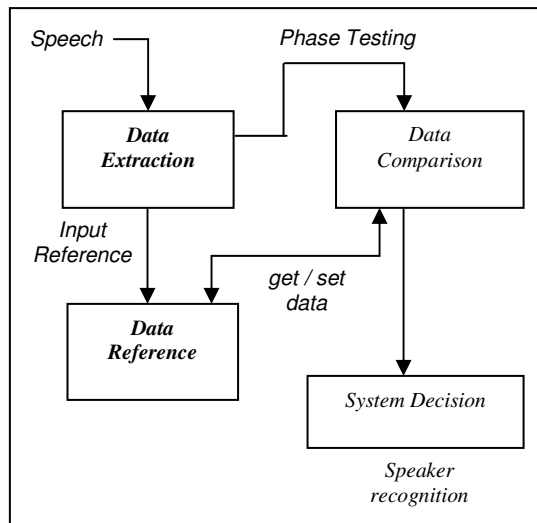 Speech
Phase Testing
Data
Extraction
Data
Comparison
Input
Reference
get / set
data
Data
Reference
System Decision
Speaker
recognition